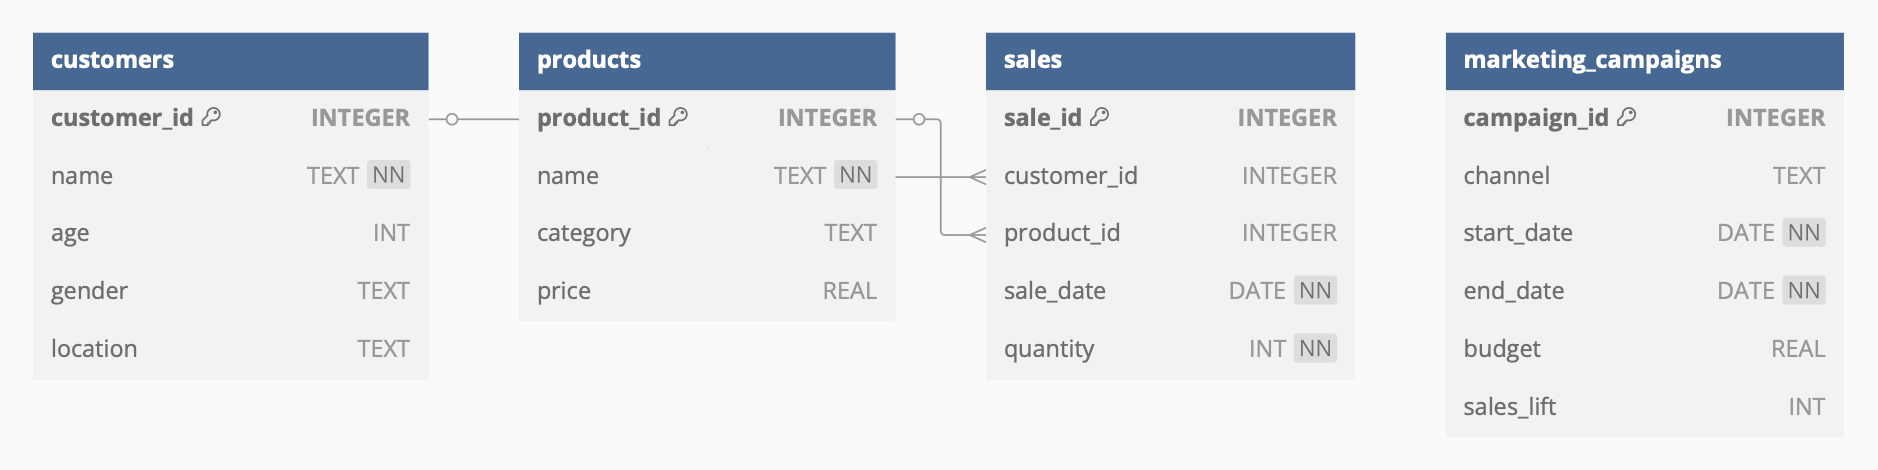 customers
customer_id INTEGER
name TEXT NN
age INT
gender TEXT
location TEXT
products
product_id INTEGER
name TEXT NN
category TEXT
price REAL
sales
sale_id INTEGER
customer_id INTEGER
product_id INTEGER
sale_date DATE NN
quantity INT NN
marketing_campaigns
campaign_id INTEGER
channel TEXT
start_date DATE NN
end_date DATE NN
budget REAL
sales_lift INT